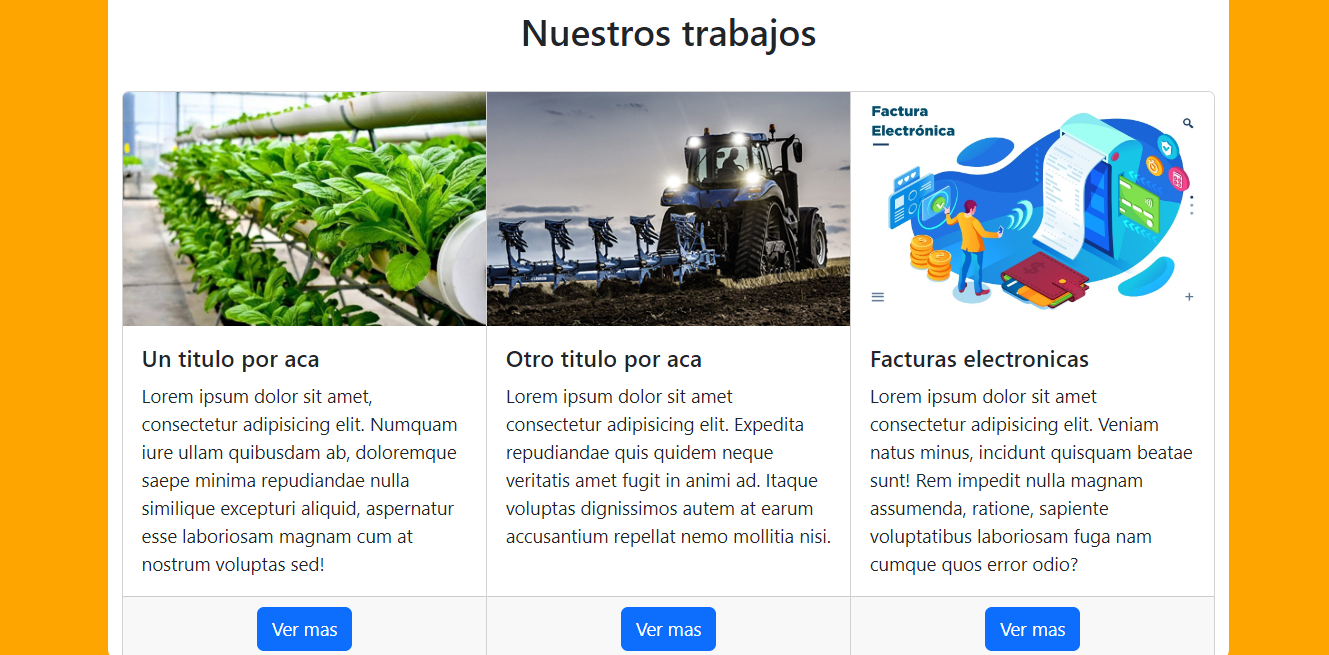 Nuestros trabajos
Factura
Electrónica
Un titulo por aca
Lorem ipsum dolor sit amet,
consectetur adipisicing elit. Numquam
iure ullam quibusdam ab, doloremque
saepe minima repudiandae nulla
similique excepturi aliquid, aspernatur
esse laboriosam magnam cum at
nostrum voluptas sed!
Ver mas
Otro titulo por aca
Lorem ipsum dolor sit amet
consectetur adipisicing elit. Expedita
repudiandae quis quidem neque
veritatis amet fugit in animi ad. Itaque
voluptas dignissimos autem at earum
accusantium repellat nemo mollitia nisi.
Ver mas
Facturas electronicas
Lorem ipsum dolor sit amet
consectetur adipisicing elit. Veniam
natus minus, incidunt quisquam beatae
sunt! Rem impedit nulla magnam
assumenda, ratione, sapiente
voluptatibus laboriosam fuga nam
cumque quos error odio?
Ver mas